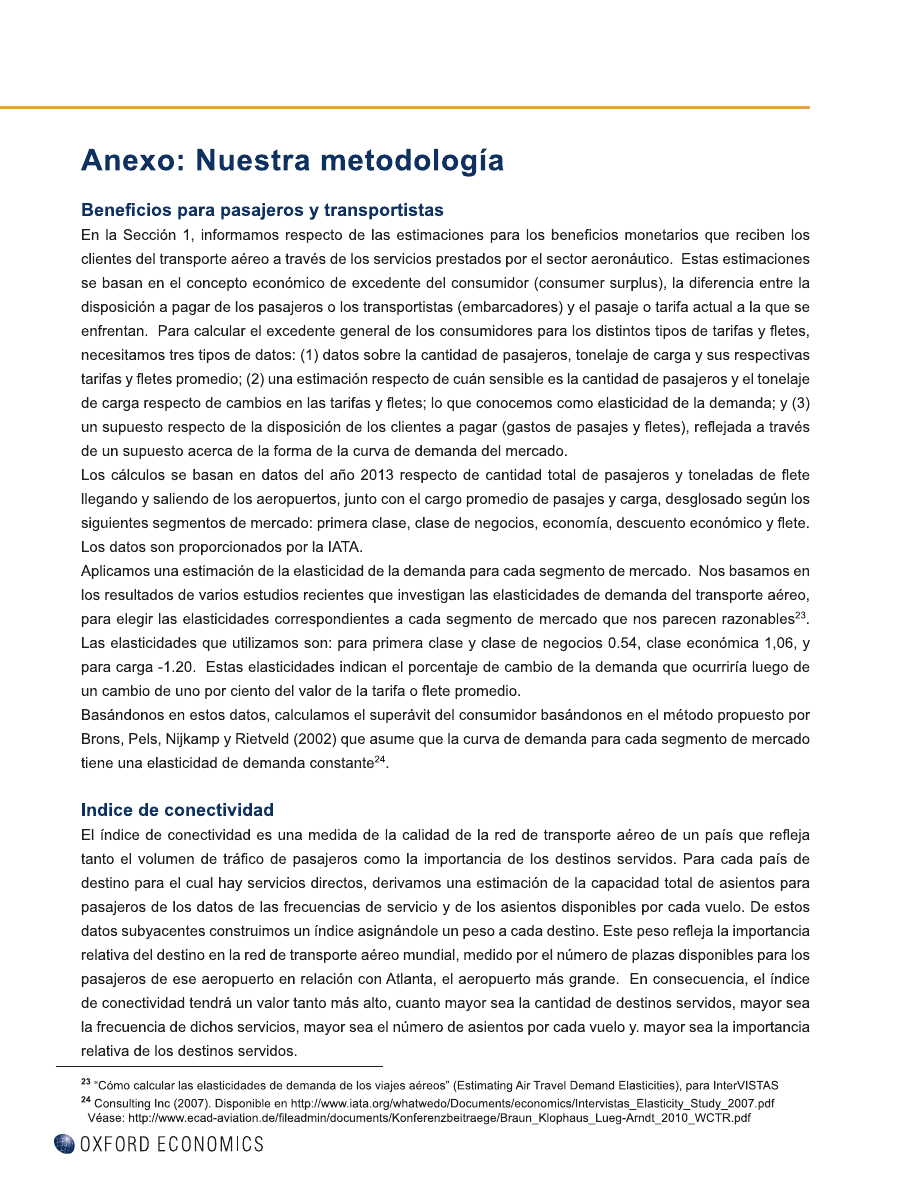 Anexo: Nuestra metodología
Beneficios para pasajeros y transportistas
En la Sección 1, informamos respecto de las estimaciones para los beneficios monetarios que reciben los
clientes del transporte aéreo a través de los servicios prestados por el sector aeronáutico.  Estas estimaciones
se basan en el concepto económico de excedente del consumidor (consumer surplus), la diferencia entre la
disposición a pagar de los pasajeros o los transportistas (embarcadores) y el pasaje o tarifa actual a la que se
enfrentan.  Para calcular el excedente general de los consumidores para los distintos tipos de tarifas y fletes,
necesitamos tres tipos de datos: (1) datos sobre la cantidad de pasajeros, tonelaje de carga y sus respectivas
tarifas y fletes promedio; (2) una estimación respecto de cuán sensible es la cantidad de pasajeros y el tonelaje
de carga respecto de cambios en las tarifas y fletes; lo que conocemos como elasticidad de la demanda; y (3)
un supuesto respecto de la disposición de los clientes a pagar (gastos de pasajes y fletes), reflejada a través
de un supuesto acerca de la forma de la curva de demanda del mercado.
Los cálculos se basan en datos del año 2013 respecto de cantidad total de pasajeros y toneladas de flete
llegando y saliendo de los aeropuertos, junto con el cargo promedio de pasajes y carga, desglosado según los
siguientes segmentos de mercado: primera clase, clase de negocios, economía, descuento económico y flete.
Los datos son proporcionados por la IATA.
Aplicamos una estimación de la elasticidad de la demanda para cada segmento de mercado.  Nos basamos en
los resultados de varios estudios recientes que investigan las elasticidades de demanda del transporte aéreo,
para elegir las elasticidades correspondientes a cada segmento de mercado que nos parecen razonables23.
Las elasticidades que utilizamos son: para primera clase y clase de negocios 0.54, clase económica 1,06, y
para carga -1.20.  Estas elasticidades indican el porcentaje de cambio de la demanda que ocurriría luego de
un cambio de uno por ciento del valor de la tarifa o flete promedio.
Basándonos en estos datos, calculamos el superávit del consumidor basándonos en el método propuesto por
Brons, Pels, Nijkamp y Rietveld (2002) que asume que la curva de demanda para cada segmento de mercado
tiene una elasticidad de demanda constante24.
Indice de conectividad
El índice de conectividad es una medida de la calidad de la red de transporte aéreo de un país que refleja
tanto el volumen de tráfico de pasajeros como la importancia de los destinos servidos. Para cada país de
destino para el cual hay servicios directos, derivamos una estimación de la capacidad total de asientos para
pasajeros de los datos de las frecuencias de servicio y de los asientos disponibles por cada vuelo. De estos
datos subyacentes construimos un índice asignándole un peso a cada destino. Este peso refleja la importancia
relativa del destino en la red de transporte aéreo mundial, medido por el número de plazas disponibles para los
pasajeros de ese aeropuerto en relación con Atlanta, el aeropuerto más grande.  En consecuencia, el índice
de conectividad tendrá un valor tanto más alto, cuanto mayor sea la cantidad de destinos servidos, mayor sea
la frecuencia de dichos servicios, mayor sea el número de asientos por cada vuelo y. mayor sea la importancia
relativa de los destinos servidos.
23 “Cómo calcular las elasticidades de demanda de los viajes aéreos” (Estimating Air Travel Demand Elasticities), para InterVISTAS
24 Consulting Inc (2007). Disponible en http://www.iata.org/whatwedo/Documents/economics/Intervistas_Elasticity_Study_2007.pdf
Véase: http://www.ecad-aviation.de/fileadmin/documents/Konferenzbeitraege/Braun_Klophaus_Lueg-Arndt_2010_WCTR.pdf
OXFORD ECONOMICS